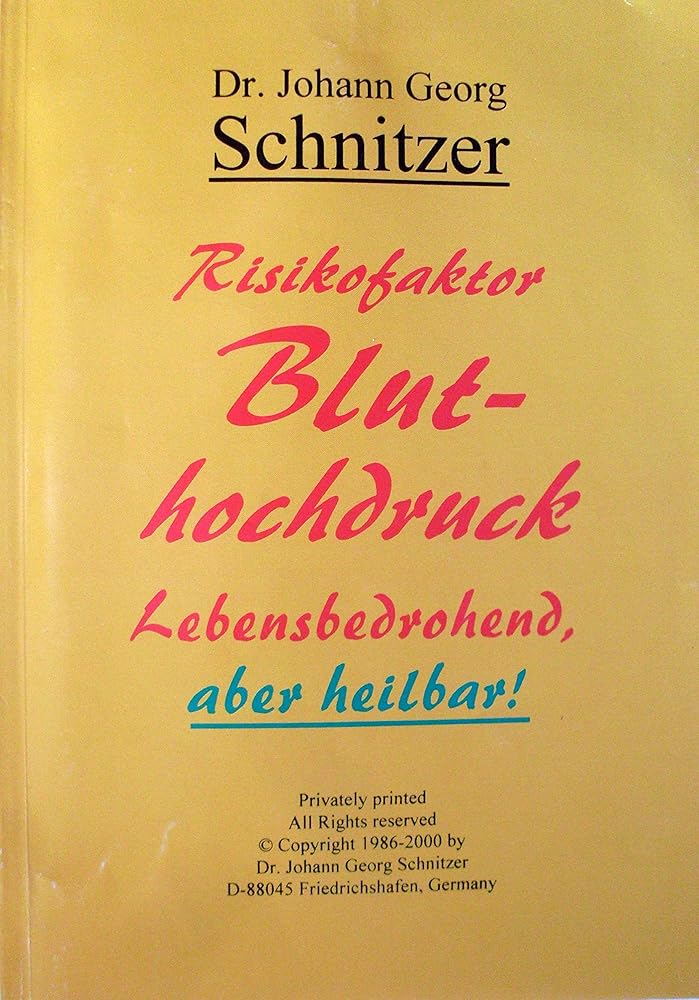 Dr. Johann Georg
Schnitzer
Risikofaktor
Blut-
hochdruck
Lebensbedrohend,
aber heilbar!
Privately printed
All Rights reserved
© Copyright 1986-2000 by
Dr. Johann Georg Schnitzer
D-88045 Friedrichshafen, Germany